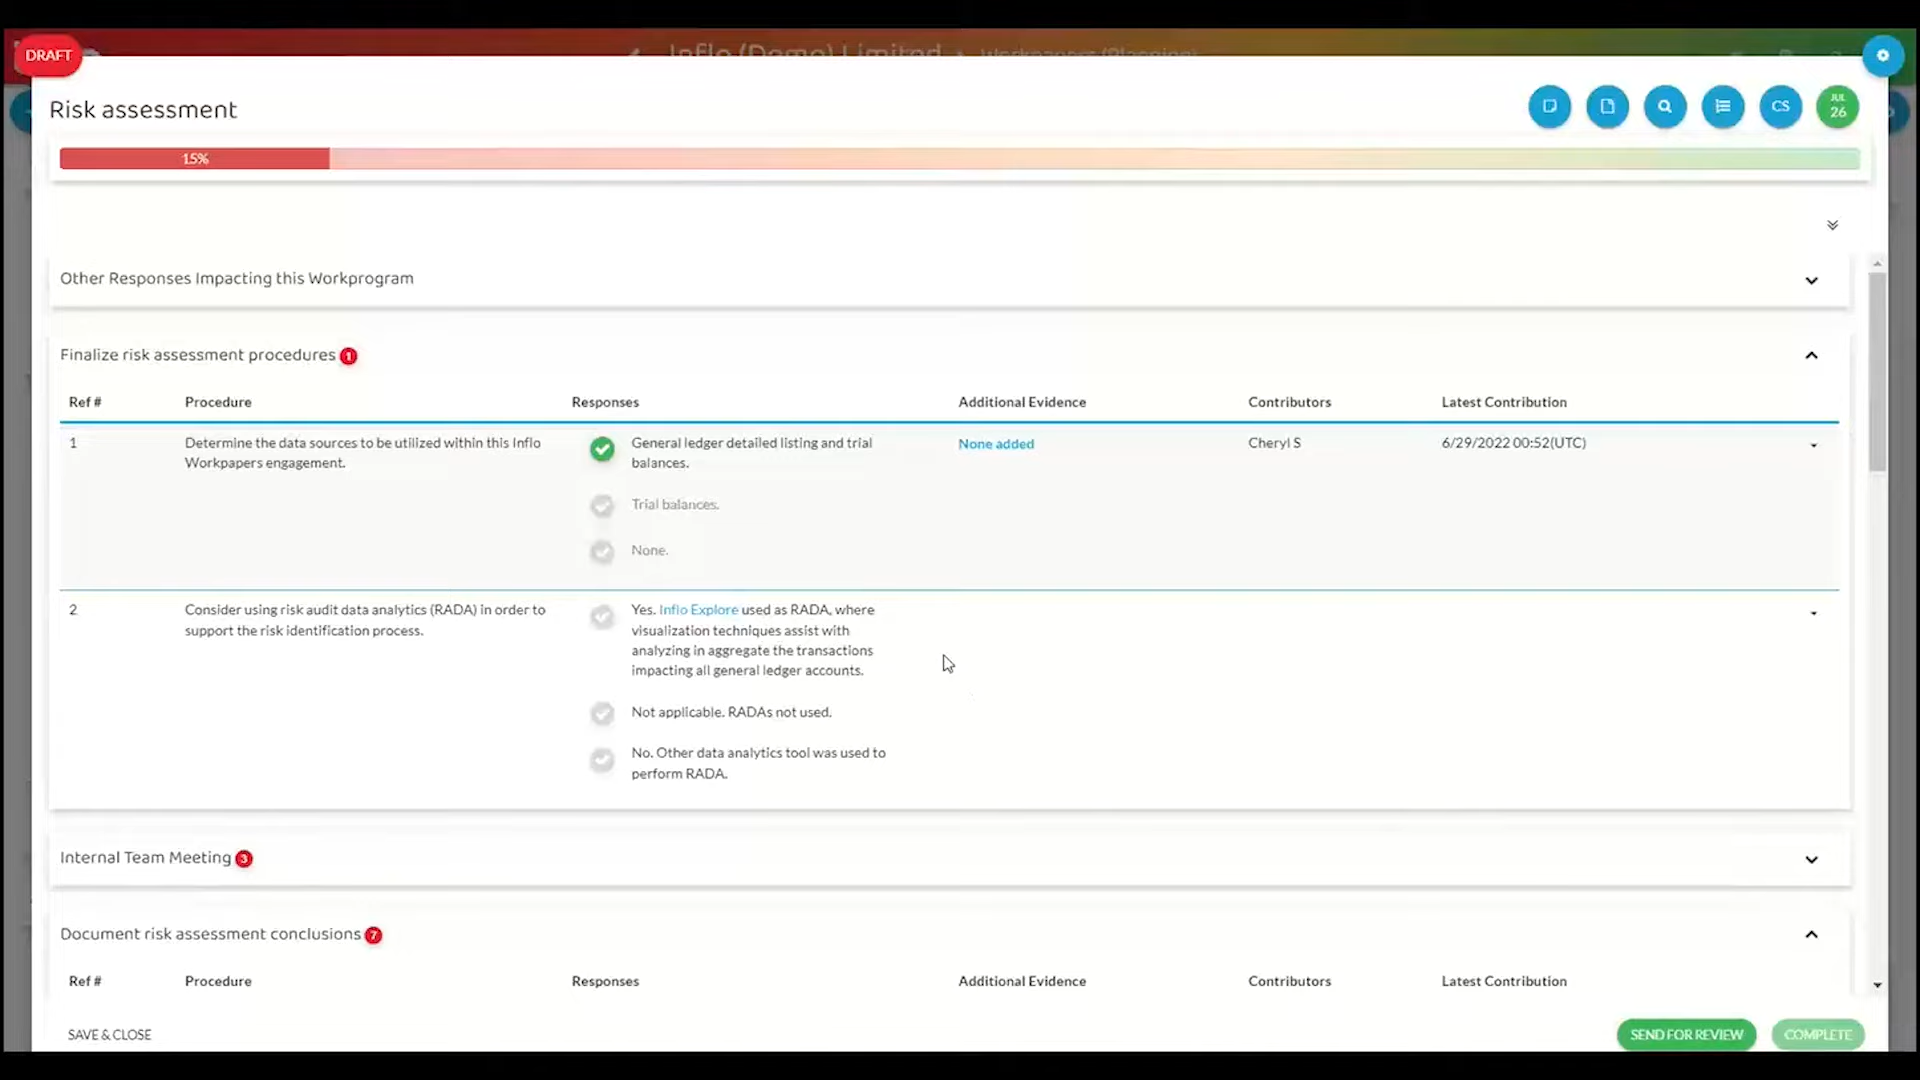 Inflo (Demo) Limited Workpapers (Planning)
DRAFT
Risk assessment
CS
JUL
26
15%
Other Responses Impacting this Workprogram
Finalize risk assessment procedures 1
Ref # Procedure Responses Additional Evidence Contributors Latest Contribution
1 Determine the data sources to be utilized within this Inflo General ledger detailed listing and trial None added Cheryl S 6/29/2022 00:52(UTC)
Workpapers engagement. balances.
Trial balances.
None.
2 Consider using risk audit data analytics (RADA) in order to Yes. Inflo Explore used as RADA, where
support the risk identification process. visualization techniques assist with
analyzing in aggregate the transactions
impacting all general ledger accounts.
Not applicable. RADAs not used.
No. Other data analytics tool was used to
perform RADA.
Internal Team Meeting 3
Document risk assessment conclusions 7
Ref # Procedure Responses Additional Evidence Contributors Latest Contribution
SAVE & CLOSE SEND FOR REVIEW COMPLETE